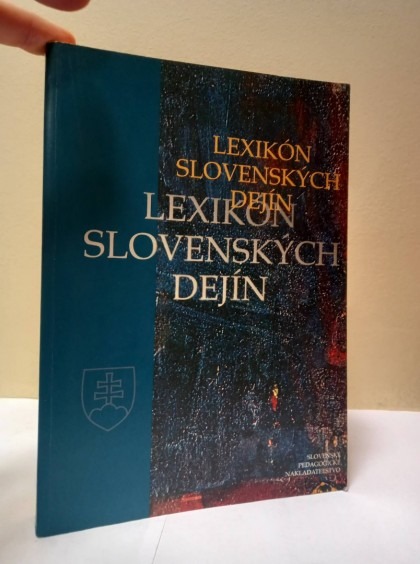 LEXIKÓN
SLOVENSKÝCH
DEJÍN
LEXIKÓN
SLOVENSKÝCH
DEJÍN
SLOVENSKÉ
PEDAGOGICKÉ
NAKLADATEĽSTVO